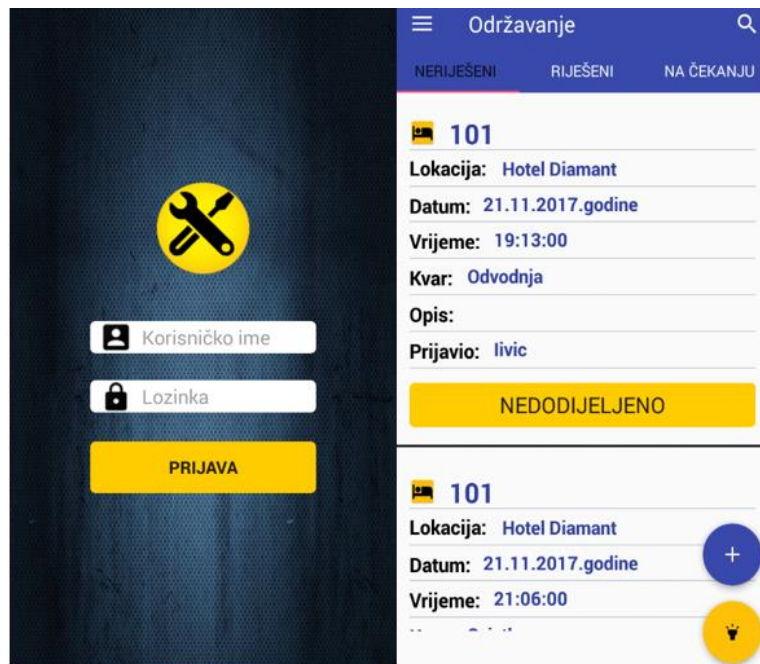 Korisničko ime
Lozinka
PRIJAVA
Održavanje
NERIJEŠENI RIJEŠENI NA ČEKANJU
101
Lokacija: Hotel Diamant
Datum: 21.11.2017.godine
Vrijeme: 19:13:00
Kvar: Odvodnja
Opis:
Prijavio: Iivic
NEDODIJELJENO
101
Lokacija: Hotel Diamant
Datum: 21.11.2017.godine
Vrijeme: 21:06:00